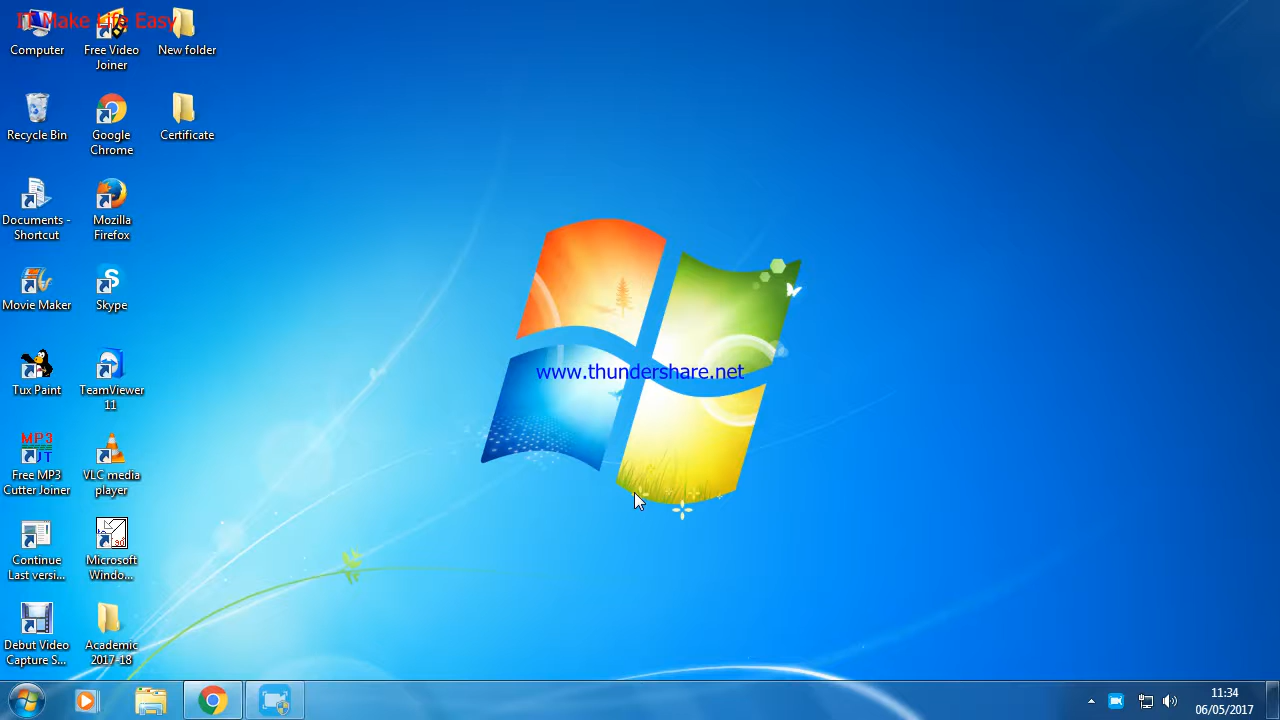 IT Make Life Easy
Computer
Free Video
Joiner
New folder
Recycle Bin
Google
Chrome
Certificate
Documents -
Shortcut
Mozilla
Firefox
Movie Maker
Skype
www.thundershare.net
Tux Paint
TeamViewer
11
MP3
Free MP3
Cutter Joiner
VLC media
player
Continue
Last versi...
Microsoft
Windo...
Debut Video
Capture S...
Academic
2017-18
11:34
06/05/2017